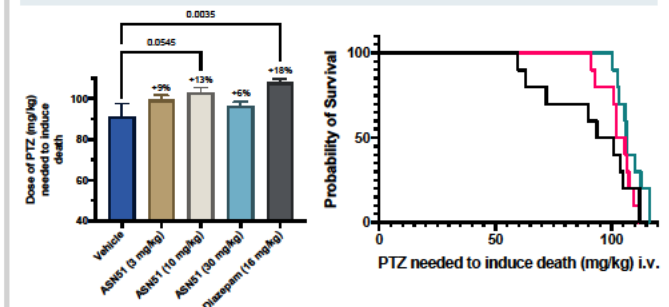 0.0035
0.0545
+9%
+13%
+6%
+18%
Dose of PTZ (mg/kg)
needed to induce
death
100
80
60
40
Vehicle
ASN51 (3 mg/kg)
ASN51 (10 mg/kg)
ASN51 (30 mg/kg)
Diazepam (16 mg/kg)
Probability of Survival
100
50
0
0
50
100
PTZ needed to induce death (mg/kg) i.v.